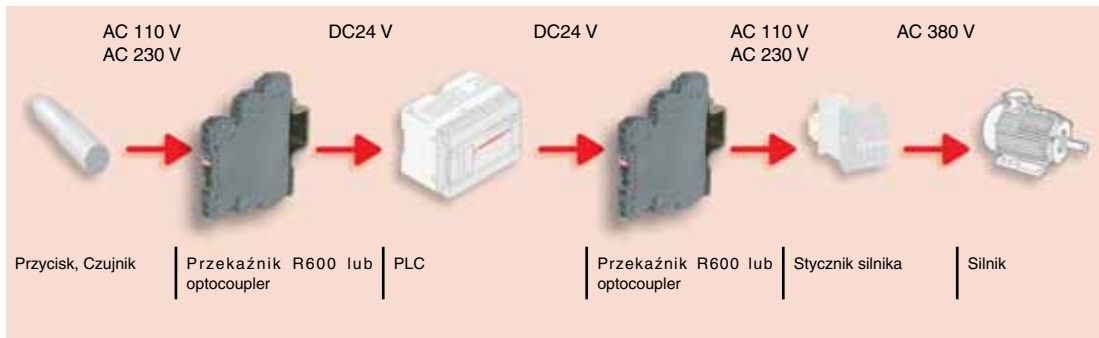 AC 110 V
AC 230 V
DC24 V
DC24 V
AC 110 V
AC 230 V
AC 380 V
Przycisk, Czujnik
Przekaźnik R600 lub
optocoupler
PLC
Przekaźnik R600 lub
optocoupler
Stycznik silnika
Silnik